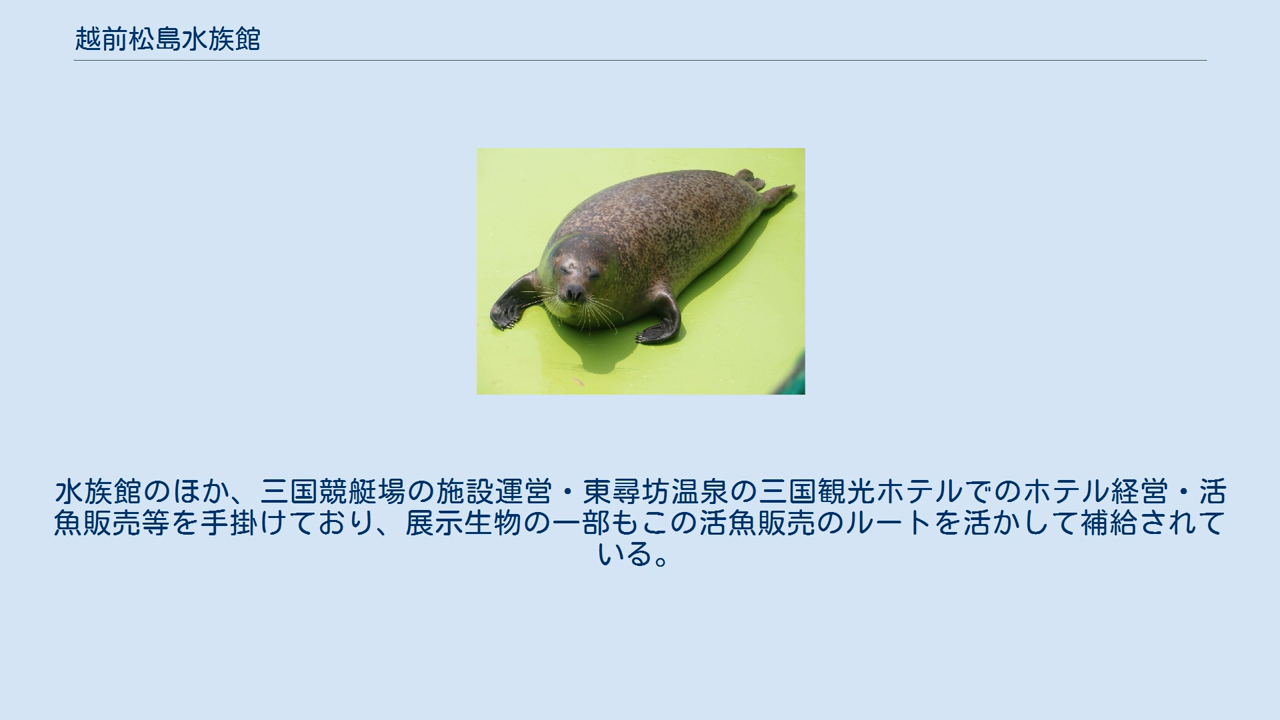 越前松島水族館
水族館のほか、三国競艇場の施設運営・東尋坊温泉の三国観光ホテルでのホテル経営・活
魚販売等を手掛けており、展示生物の一部もこの活魚販売のルートを活かして補給されて
いる。